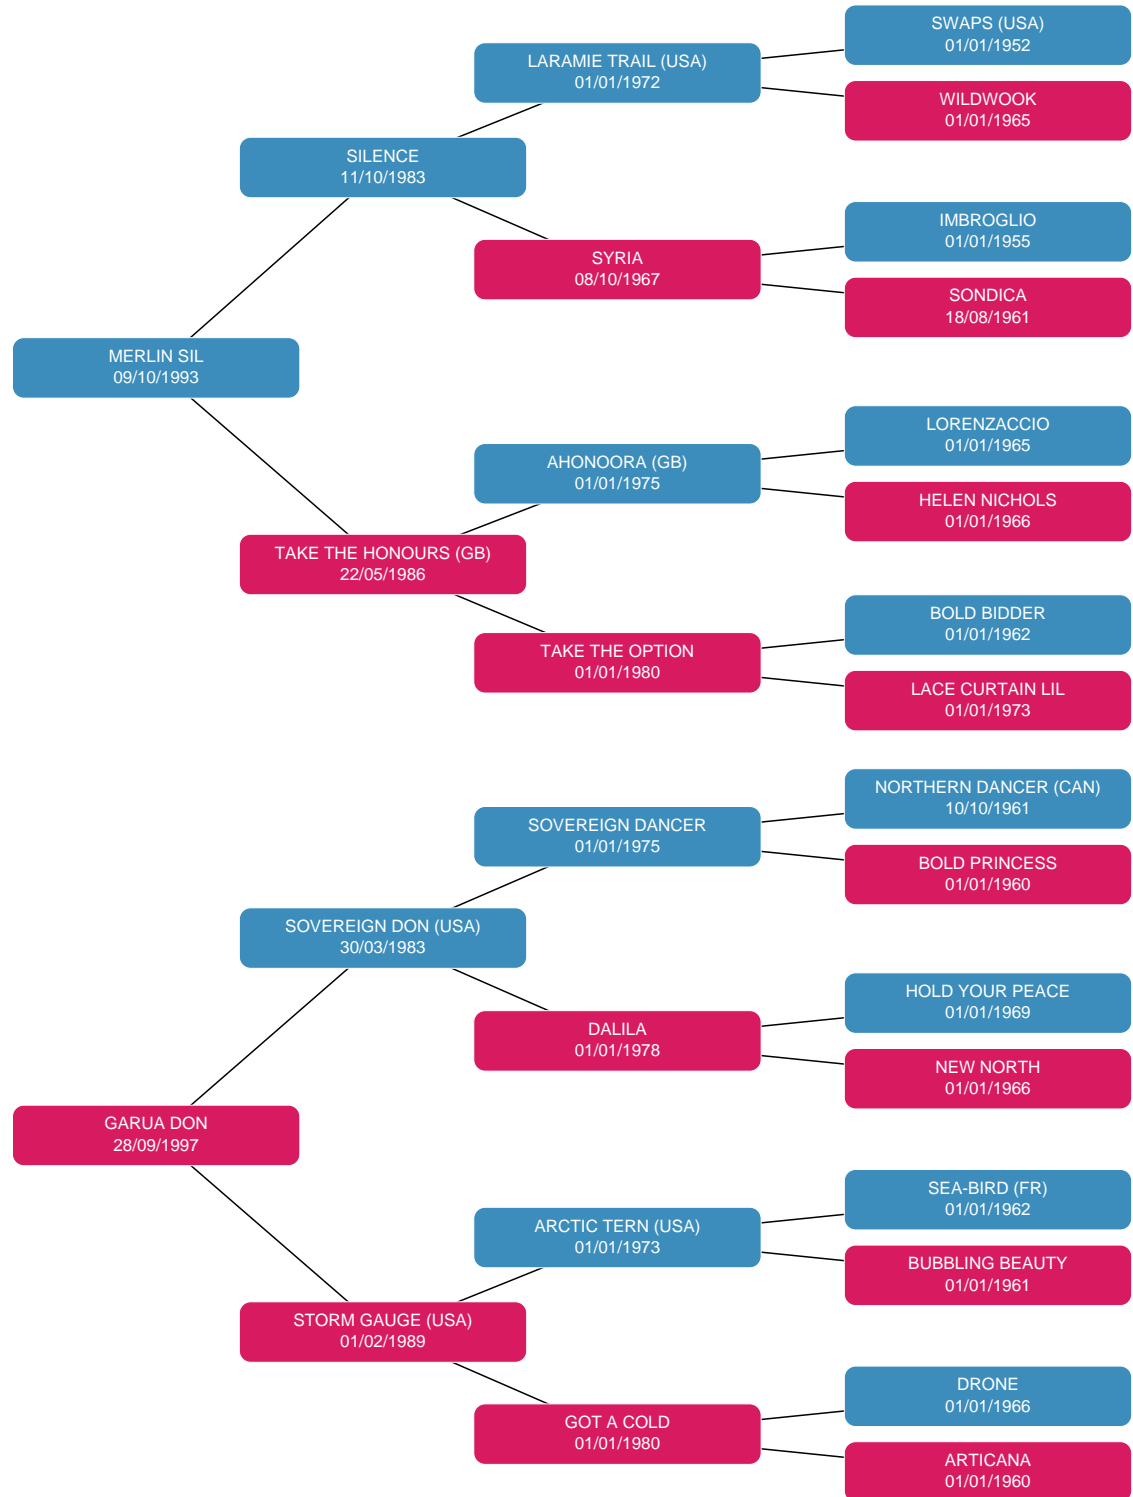 SWAPS (USA)
01/01/1952
LARAMIE TRAIL (USA)
01/01/1972
WILDWOOK
01/01/1965
SILENCE
11/10/1983
IMBROGLIO
01/01/1955
SYRIA
08/10/1967
SONDICA
18/08/1961
MERLIN SIL
09/10/1993
LORENZACCIO
01/01/1965
AHONOORA (GB)
01/01/1975
HELEN NICHOLS
01/01/1966
TAKE THE HONOURS (GB)
22/05/1986
BOLD BIDDER
01/01/1962
TAKE THE OPTION
01/01/1980
LACE CURTAIN LIL
01/01/1973
NORTHERN DANCER (CAN)
10/10/1961
SOVEREIGN DANCER
01/01/1975
BOLD PRINCESS
01/01/1960
SOVEREIGN DON (USA)
30/03/1983
HOLD YOUR PEACE
01/01/1969
DALILA
01/01/1978
NEW NORTH
01/01/1966
GARUA DON
28/09/1997
SEA-BIRD (FR)
01/01/1962
ARCTIC TERN (USA)
01/01/1973
BUBBLING BEAUTY
01/01/1961
STORM GAUGE (USA)
01/02/1989
DRONE
01/01/1966
GOT A COLD
01/01/1980
ARTICANA
01/01/1960